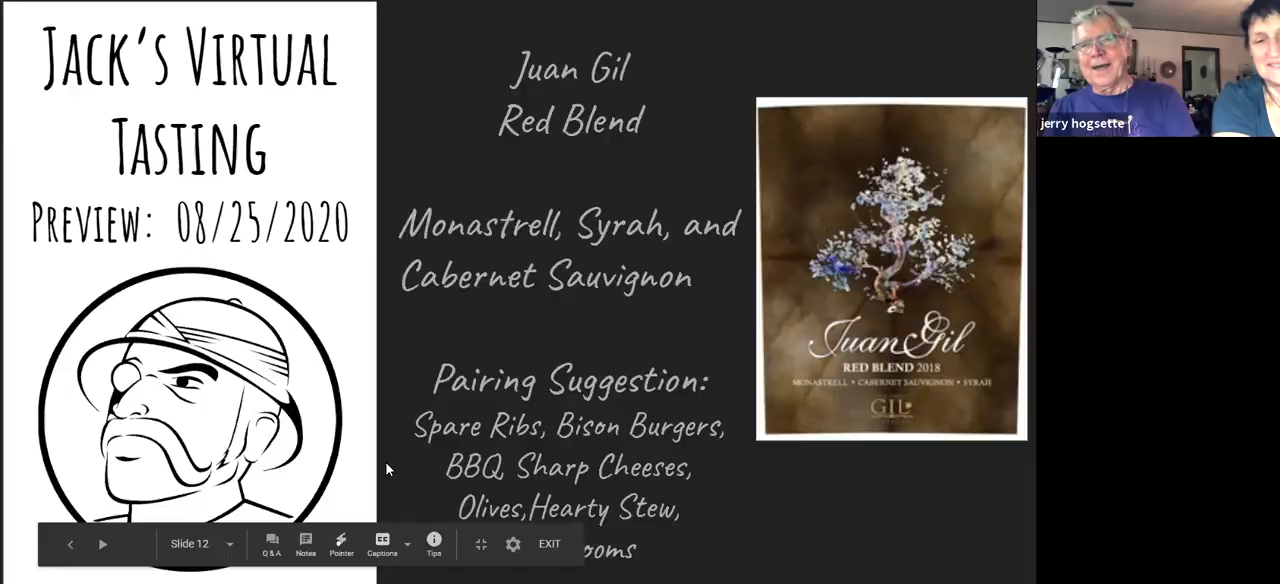 Jack's Virtual
Tasting
Preview: 08/25/2020
Juan Gil
Red Blend
Monastrell, Syrah, and
Cabernet Sauvignon
Pairing Suggestion:
Spare Ribs, Bison Burgers,
BBQ, Sharp Cheeses,
Olives,Hearty Stew,
ooms
Juan Gil
RED BLEND 2018
MONASTRELL • CABERNET SAUVIGNON • SYRAH
GIL
jerry hogsette
Slide 12
Q & A
Notes
Pointer
Captions
Tips
EXIT